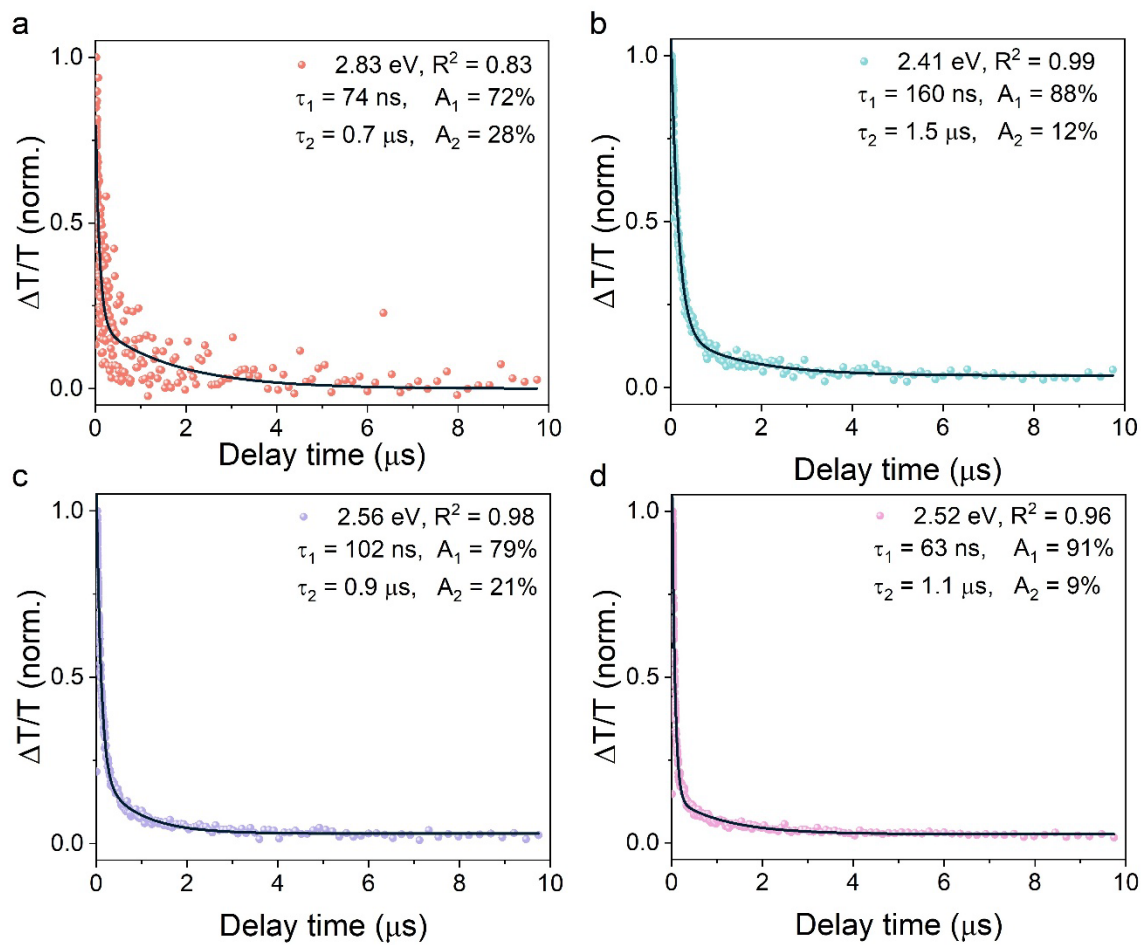 a
2.83 eV, R² = 0.83
τ₁ = 74 ns, A₁ = 72%
τ₂ = 0.7 μs, A₂ = 28%
ΔT/T (norm.)
1.0
0.5
0.0
0 2 4 6 8 10
Delay time (μs)
b
2.41 eV, R² = 0.99
τ₁ = 160 ns, A₁ = 88%
τ₂ = 1.5 μs, A₂ = 12%
ΔT/T (norm.)
1.0
0.5
0.0
0 2 4 6 8 10
Delay time (μs)
c
2.56 eV, R² = 0.98
τ₁ = 102 ns, A₁ = 79%
τ₂ = 0.9 μs, A₂ = 21%
ΔT/T (norm.)
1.0
0.5
0.0
0 2 4 6 8 10
Delay time (μs)
d
2.52 eV, R² = 0.96
τ₁ = 63 ns, A₁ = 91%
τ₂ = 1.1 μs, A₂ = 9%
ΔT/T (norm.)
1.0
0.5
0.0
0 2 4 6 8 10
Delay time (μs)